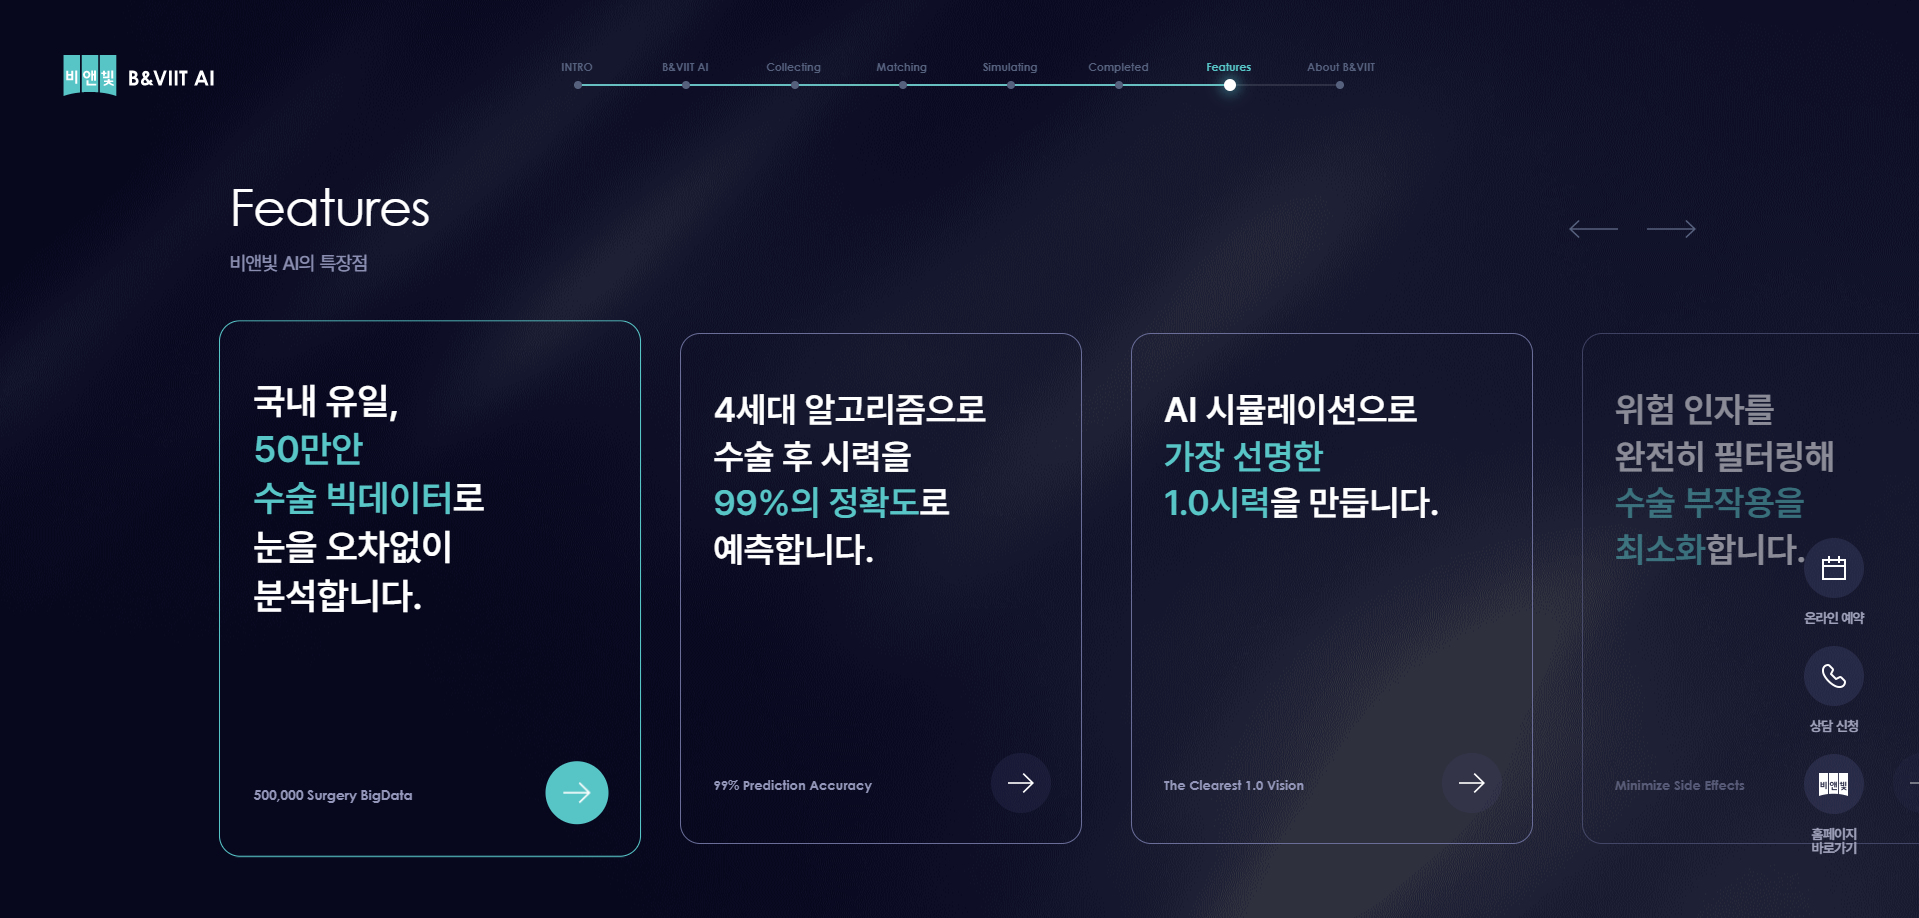 비앤빛 B&VIIT AI
INTRO
B&VIIT AI
Collecting
Matching
Simulating
Completed
Features
About B&VIIT
Features
비앤빛 AI의 특장점
국내 유일,
50만안
수술 빅데이터로
눈을 오차없이
분석합니다.
500,000 Surgery BigData
4세대 알고리즘으로
수술 후 시력을
99%의 정확도로
예측합니다.
99% Prediction Accuracy
AI 시뮬레이션으로
가장 선명한
1.0시력을 만듭니다.
The Clearest 1.0 Vision
위험 인자를
완전히 필터링해
수술 부작용을
최소화합니다.
Minimize Side Effects
온라인 예약
상담 신청
비앤빛
홈페이지
바로가기